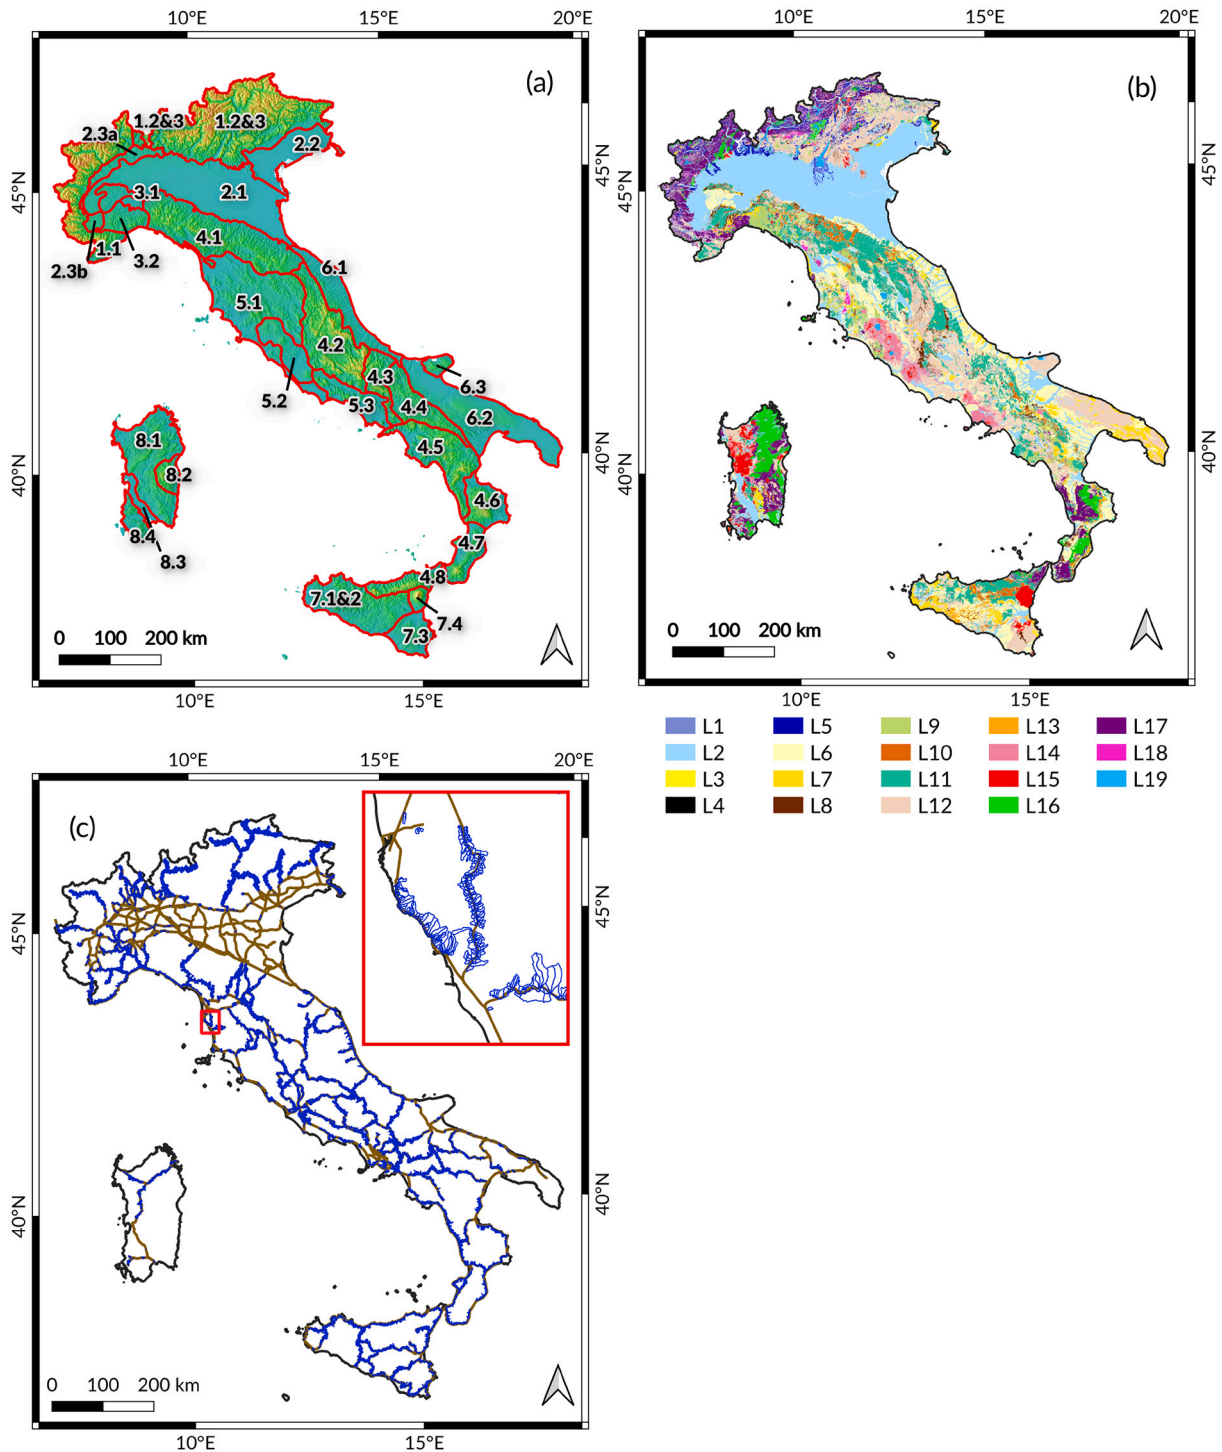 10°E 15°E 20°E
10°E 15°E 20°E
(a)
(b)
1.2&3
1.2&3
2.3a
2.2
45°N
45°N
45°N
45°N
3.1
2.1
4.1
1.1
3.2
2.3b
6.1
5.1
4.2
5.2
4.3
6.3
5.3
4.4
6.2
4.5
8.1
8.2
40°N
40°N
40°N
40°N
4.6
8.4
8.3
4.7
4.8
7.1&2
7.4
7.3
0 100 200 km
0 100 200 km
10°E 15°E
10°E 15°E
L1 L5 L9 L13 L17
L2 L6 L10 L14 L18
L3 L7 L11 L15 L19
L4 L8 L12 L16
10°E 15°E 20°E
(c)
45°N
45°N
40°N
40°N
0 100 200 km
10°E 15°E